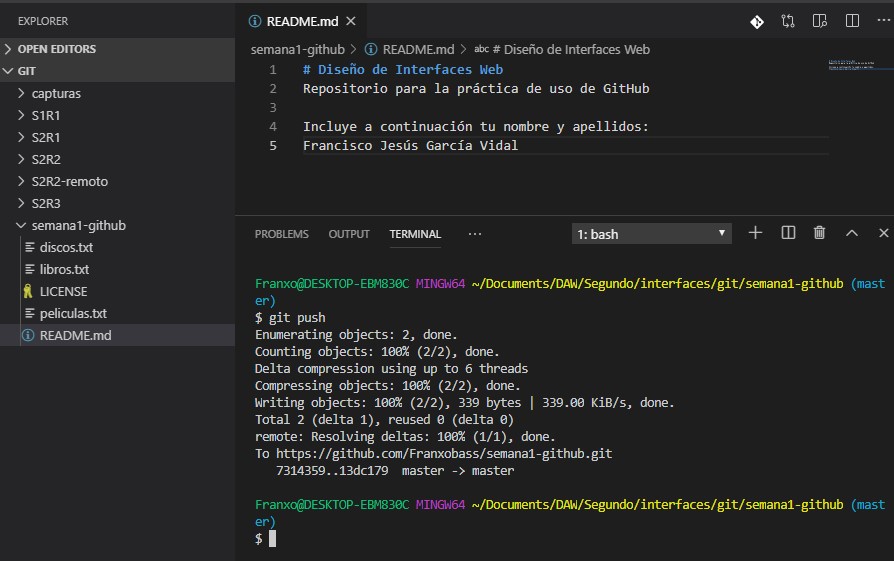 EXPLORER
OPEN EDITORS
GIT
capturas
S1R1
S2R1
S2R2
S2R2-remoto
S2R3
semana1-github
discos.txt
libros.txt
LICENSE
peliculas.txt
README.md
README.md
semana1-github > README.md > abc # Diseño de Interfaces Web
1 # Diseño de Interfaces Web
2 Repositorio para la práctica de uso de GitHub
3
4 Incluye a continuación tu nombre y apellidos:
5 Francisco Jesús García Vidal
PROBLEMS OUTPUT TERMINAL ... 1: bash
Franxo@DESKTOP-EBM830C MINGW64 ~/Documents/DAW/Segundo/interfaces/git/semana1-github (mast
er)
$ git push
Enumerating objects: 2, done.
Counting objects: 100% (2/2), done.
Delta compression using up to 6 threads
Compressing objects: 100% (2/2), done.
Writing objects: 100% (2/2), 339 bytes | 339.00 KiB/s, done.
Total 2 (delta 1), reused 0 (delta 0)
remote: Resolving deltas: 100% (1/1), done.
To https://github.com/Franxobass/semana1-github.git
7314359..13dc179 master -> master
Franxo@DESKTOP-EBM830C MINGW64 ~/Documents/DAW/Segundo/interfaces/git/semana1-github (mast
er)
$